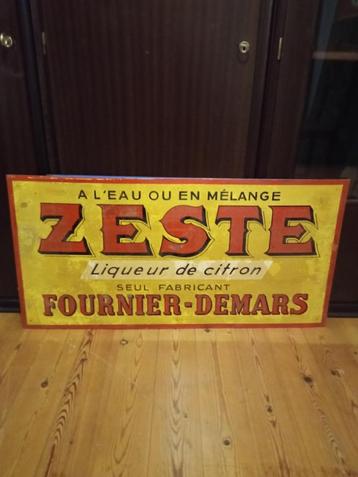 A L'EAU OU EN MÉLANGE
ZESTE
Liqueur de citron
SEUL FABRICANT
FOURNIER-DEMARS